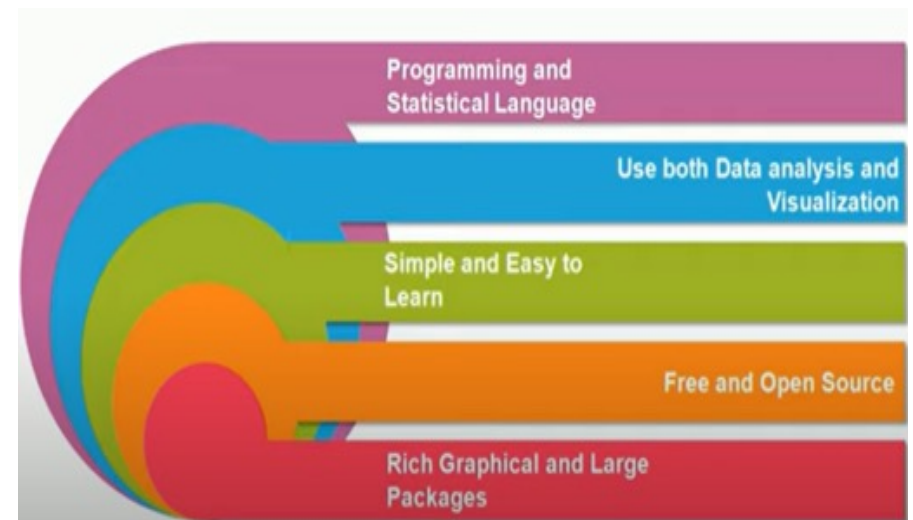 Programming and
Statistical Language
Use both Data analysis and
Visualization
Simple and Easy to
Learn
Free and Open Source
Rich Graphical and Large
Packages